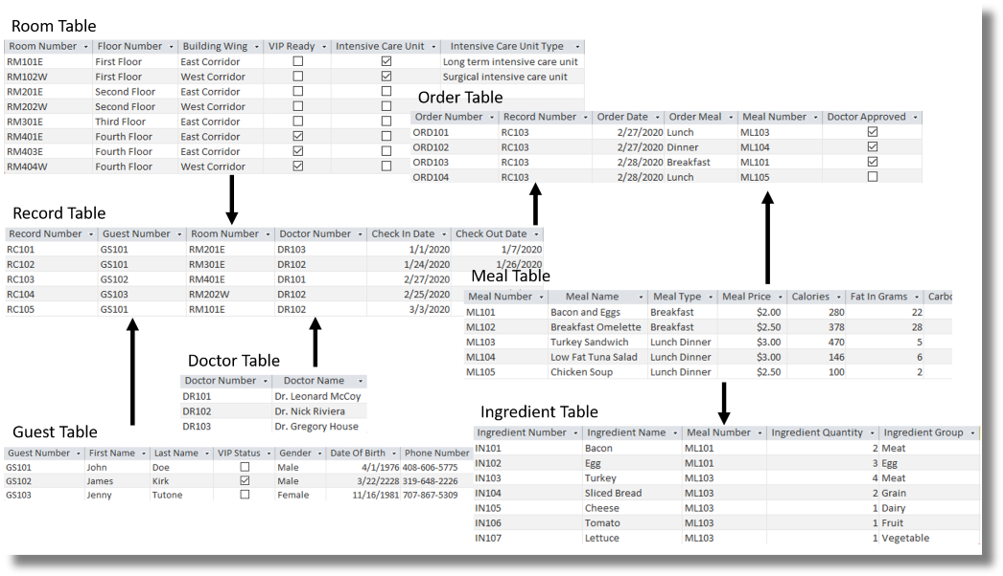 Room Table
Room Number Floor Number Building Wing VIP Ready Intensive Care Unit Intensive Care Unit Type
RM101E First Floor East Corridor Long term intensive care unit
RM102W First Floor West Corridor Surgical intensive care unit
RM201E Second Floor East Corridor
RM202W Second Floor West Corridor
RM301E Third Floor East Corridor
RM401E Fourth Floor East Corridor
RM403E Fourth Floor East Corridor
RM404W Fourth Floor West Corridor
Order Table
Order Number Record Number Order Date Order Meal Meal Number Doctor Approved
ORD101 RC103 2/27/2020 Lunch ML103
ORD102 RC103 2/27/2020 Dinner ML104
ORD103 RC103 2/28/2020 Breakfast ML101
ORD104 RC103 2/28/2020 Lunch ML105
Record Table
Record Number Guest Number Room Number Doctor Number Check In Date Check Out Date
RC101 GS101 RM201E DR103 1/1/2020 1/7/2020
RC102 GS101 RM301E DR102 1/24/2020 1/26/2020
RC103 GS102 RM401E DR101 2/27/2020
RC104 GS103 RM202W DR102 2/25/2020
RC105 GS101 RM101E DR102 3/3/2020
Meal Table
Meal Number Meal Name Meal Type Meal Price Calories Fat In Grams Carbo
ML101 Bacon and Eggs Breakfast $2.00 280 22
ML102 Breakfast Omelette Breakfast $2.50 378 28
ML103 Turkey Sandwich Lunch Dinner $3.00 470 5
ML104 Low Fat Tuna Salad Lunch Dinner $3.00 146 6
ML105 Chicken Soup Lunch Dinner $2.50 100 2
Doctor Table
Doctor Number Doctor Name
DR101 Dr. Leonard McCoy
DR102 Dr. Nick Riviera
DR103 Dr. Gregory House
Guest Table
Guest Number First Name Last Name VIP Status Gender Date Of Birth Phone Number
GS101 John Doe Male 4/1/1976 408-606-5775
GS102 James Kirk Male 3/22/2228 319-648-2226
GS103 Jenny Tutone Female 11/16/1981 707-867-5309
Ingredient Table
Ingredient Number Ingredient Name Meal Number Ingredient Quantity Ingredient Group
IN101 Bacon ML101 2 Meat
IN102 Egg ML101 3 Egg
IN103 Turkey ML103 4 Meat
IN104 Sliced Bread ML103 2 Grain
IN105 Cheese ML103 1 Dairy
IN106 Tomato ML103 1 Fruit
IN107 Lettuce ML103 1 Vegetable